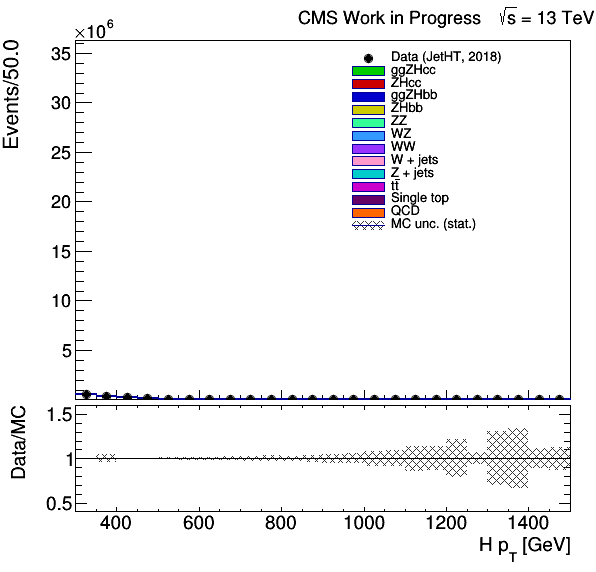 CMS Work in Progress √s = 13 TeV
×10⁶
Events/50.0
35
30
25
20
15
10
5
Data (JetHT, 2018)
ggZHcc
ZHcc
ggZHbb
ZHbb
ZZ
WZ
WW
W + jets
Z + jets
tt̄
Single top
QCD
MC unc. (stat.)
Data/MC
1.5
1
0.5
400 600 800 1000 1200 1400
H p_T [GeV]